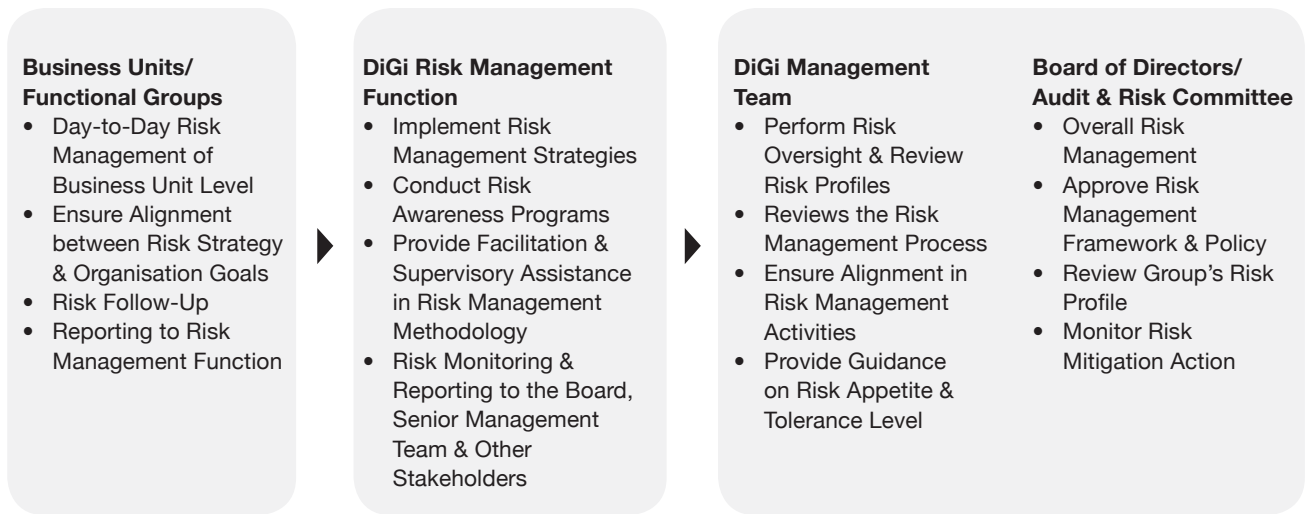 Business Units/
Functional Groups
• Day-to-Day Risk
Management of
Business Unit Level
• Ensure Alignment
between Risk Strategy
& Organisation Goals
• Risk Follow-Up
• Reporting to Risk
Management Function
DiGi Risk Management
Function
• Implement Risk
Management Strategies
• Conduct Risk
Awareness Programs
• Provide Facilitation &
Supervisory Assistance
in Risk Management
Methodology
• Risk Monitoring &
Reporting to the Board,
Senior Management
Team & Other
Stakeholders
DiGi Management
Team
• Perform Risk
Oversight & Review
Risk Profiles
• Reviews the Risk
Management Process
• Ensure Alignment in
Risk Management
Activities
• Provide Guidance
on Risk Appetite &
Tolerance Level
Board of Directors/
Audit & Risk Committee
• Overall Risk
Management
• Approve Risk
Management
Framework & Policy
• Review Group's Risk
Profile
• Monitor Risk
Mitigation Action